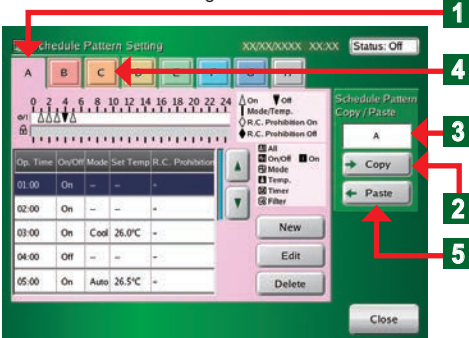 1
Schedule Pattern Setting XX/XX/XXXX XX:XX Status: Off
A B C D E F G H
4
0 2 4 6 8 10 12 14 16 18 20 22 24
On Off
Mode/Temp.
R.C. Prohibition On
R.C. Prohibition Off
All
On/Off On
Mode
Temp.
Timer
Filter
Schedule Pattern
Copy / Paste
A
3
Copy
2
Paste
5
Op. Time On/Off Mode Set Temp R.C. Prohibition
01:00 On – – -
02:00 On – – -
03:00 On Cool 26.0°C -
04:00 Off – – -
05:00 On Auto 26.5°C -
New
Edit
Delete
Close